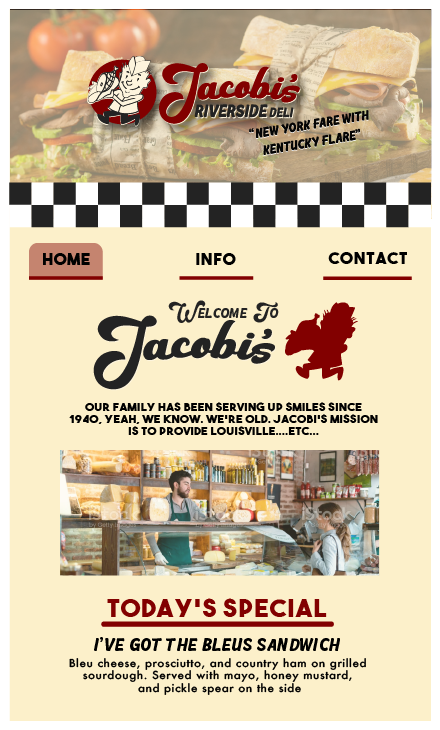 Jacobi's
RIVERSIDE DELI
"NEW YORK FARE WITH
KENTUCKY FLARE"
HOME
INFO
CONTACT
WELCOME TO
Jacobi's
OUR FAMILY HAS BEEN SERVING UP SMILES SINCE
1940, YEAH, WE KNOW. WE'RE OLD. JACOBI'S MISSION
IS TO PROVIDE LOUISVILLE....ETC...
iStock
iStock
TODAY'S SPECIAL
I'VE GOT THE BLEUS SANDWICH
Bleu cheese, prosciutto, and country ham on grilled
sourdough. Served with mayo, honey mustard,
and pickle spear on the side